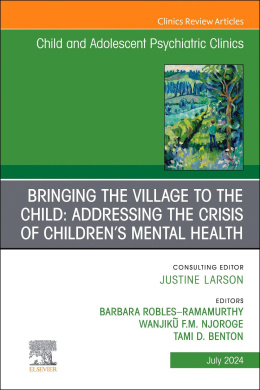 Clinics Review Articles
Child and Adolescent Psychiatric Clinics
BRINGING THE VILLAGE TO THE
CHILD: ADDRESSING THE CRISIS
OF CHILDREN'S MENTAL HEALTH
CONSULTING EDITOR
JUSTINE LARSON
EDITORS
BARBARA ROBLES–RAMAMURTHY
WANJIKŨ F.M. NJOROGE
TAMI D. BENTON
ELSEVIER
July 2024